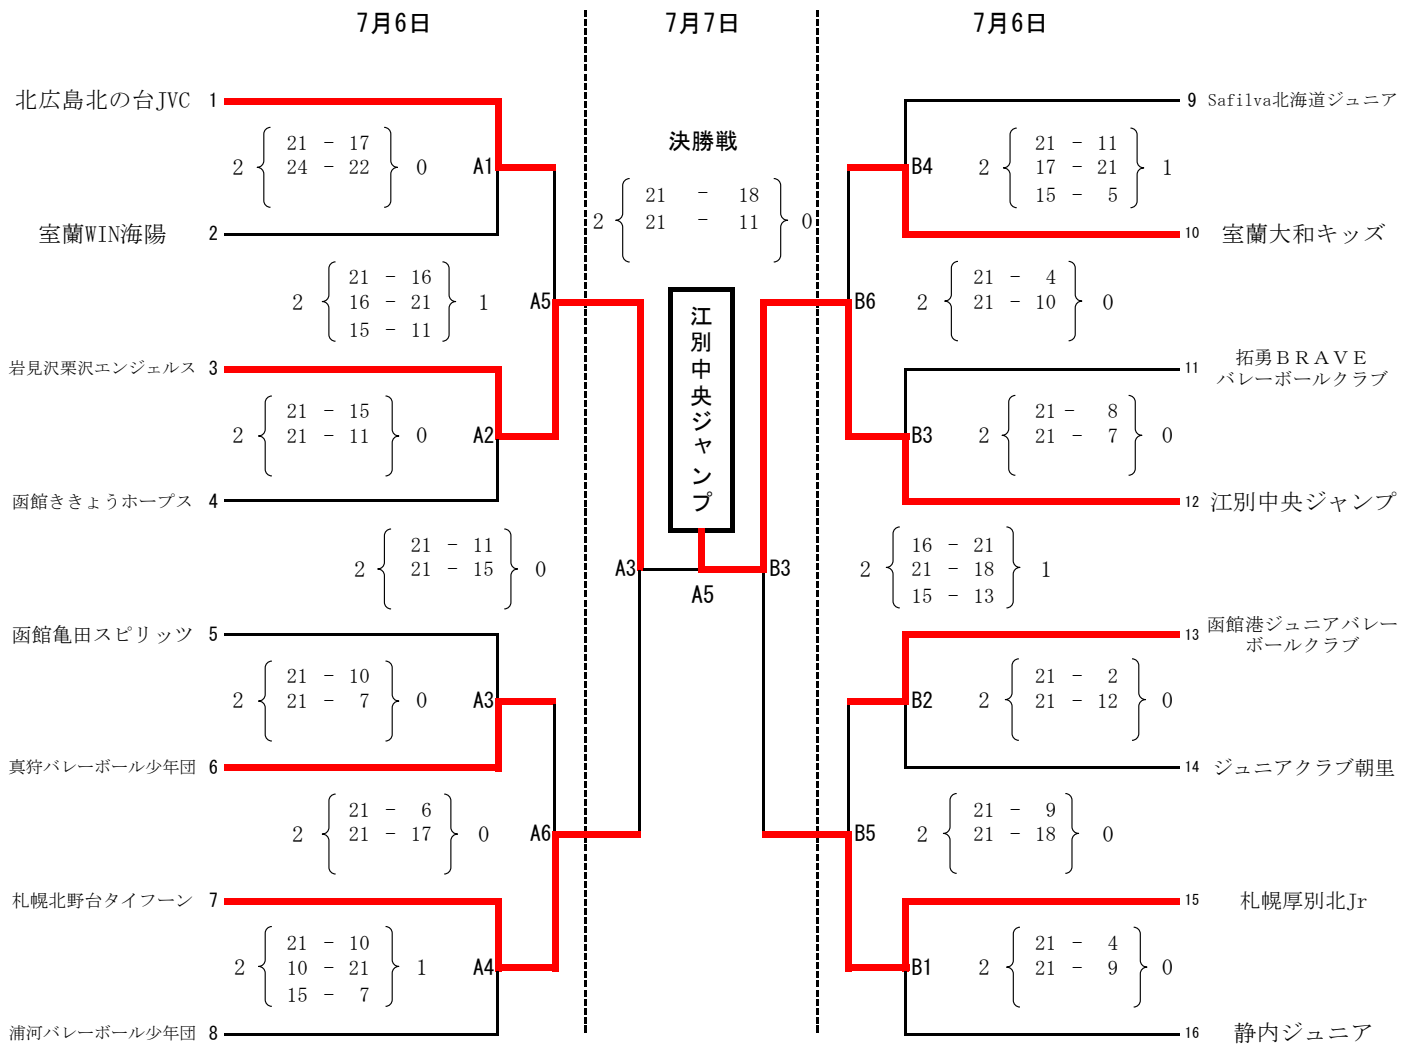 7月6日
7月7日
7月6日
北広島北の台JVC 1
21 - 17
24 - 22
2 0
A1
室蘭WIN海陽 2
21 - 16
16 - 21
15 - 11
2 1
A5
岩見沢栗沢エンジェルス 3
21 - 15
21 - 11
2 0
A2
函館ききょうホープス 4
21 - 11
21 - 15
2 0
A3
函館亀田スピリッツ 5
21 - 10
21 - 7
2 0
A3
真狩バレーボール少年団 6
21 - 6
21 - 17
2 0
A6
札幌北野台タイフーン 7
21 - 10
10 - 21
15 - 7
2 1
A4
浦河バレーボール少年団 8
決勝戦
21 - 18
21 - 11
2 0
江別中央ジャンプ
A5
9 Safilva北海道ジュニア
B4
21 - 11
17 - 21
15 - 5
2 1
10 室蘭大和キッズ
B6
21 - 4
21 - 10
2 0
11 拓勇ＢＲＡＶＥ
バレーボールクラブ
B3
21 - 8
21 - 7
2 0
12 江別中央ジャンプ
B3
16 - 21
21 - 18
15 - 13
2 1
13 函館港ジュニアバレー
ボールクラブ
B2
21 - 2
21 - 12
2 0
14 ジュニアクラブ朝里
B5
21 - 9
21 - 18
2 0
15 札幌厚別北Jr
B1
21 - 4
21 - 9
2 0
16 静内ジュニア